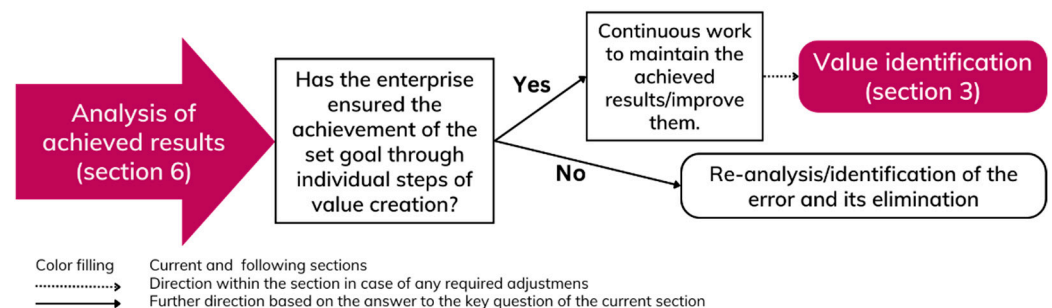 Analysis of
achieved results
(section 6)
Has the enterprise
ensured the
achievement of the
set goal through
individual steps of
value creation?
Yes
No
Continuous work
to maintain the
achieved
results/improve
them.
Value identification
(section 3)
Re-analysis/identification of the
error and its elimination
Color filling Current and following sections
Direction within the section in case of any required adjustmens
Further direction based on the answer to the key question of the current section